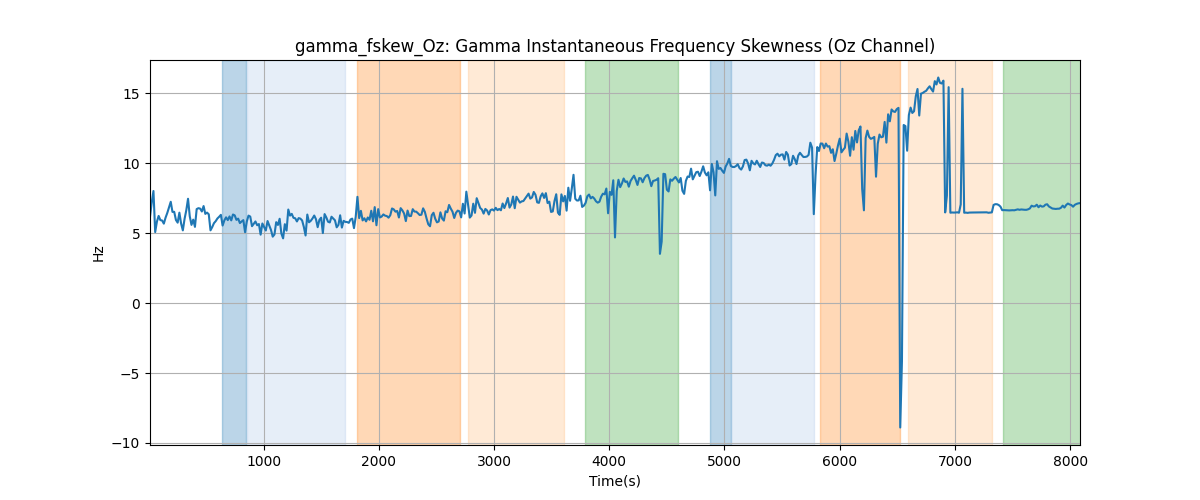 gamma_fskew_Oz: Gamma Instantaneous Frequency Skewness (Oz Channel)
15
10
5
0
−5
−10
Hz
1000 2000 3000 4000 5000 6000 7000 8000
Time(s)